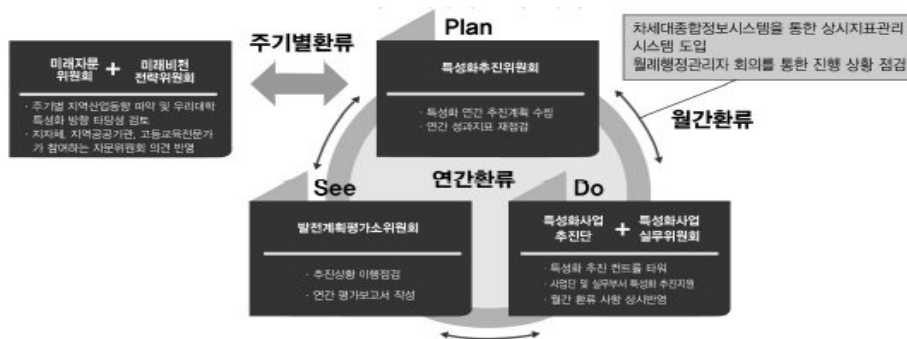 Plan
차세대종합정보시스템을 통한 상시지표관리
시스템 도입
월례행정관리자 회의를 통한 진행 상황 점검
주기별환류
미래자문
위원회
+
미래비전
전략위원회
· 주기별 지역산업동향 파악 및 우리대학
특성화 방향 타당성 검토
· 지자체, 지역공공기관, 고등교육전문가
가 참여하는 자문위원회 의견 반영
특성화추진위원회
· 특성화 연간 추진계획 수립
· 연간 성과지표 재점검
월간환류
연간환류
See
발전계획평가소위원회
· 추진상황 이행점검
· 연간 평가보고서 작성
Do
특성화사업
추진단
+
특성화사업
실무위원회
· 특성화 추진 컨트롤 타워
· 사업단 및 실무부서 특성화 추진지원
· 월간 환류 사항 상시반영